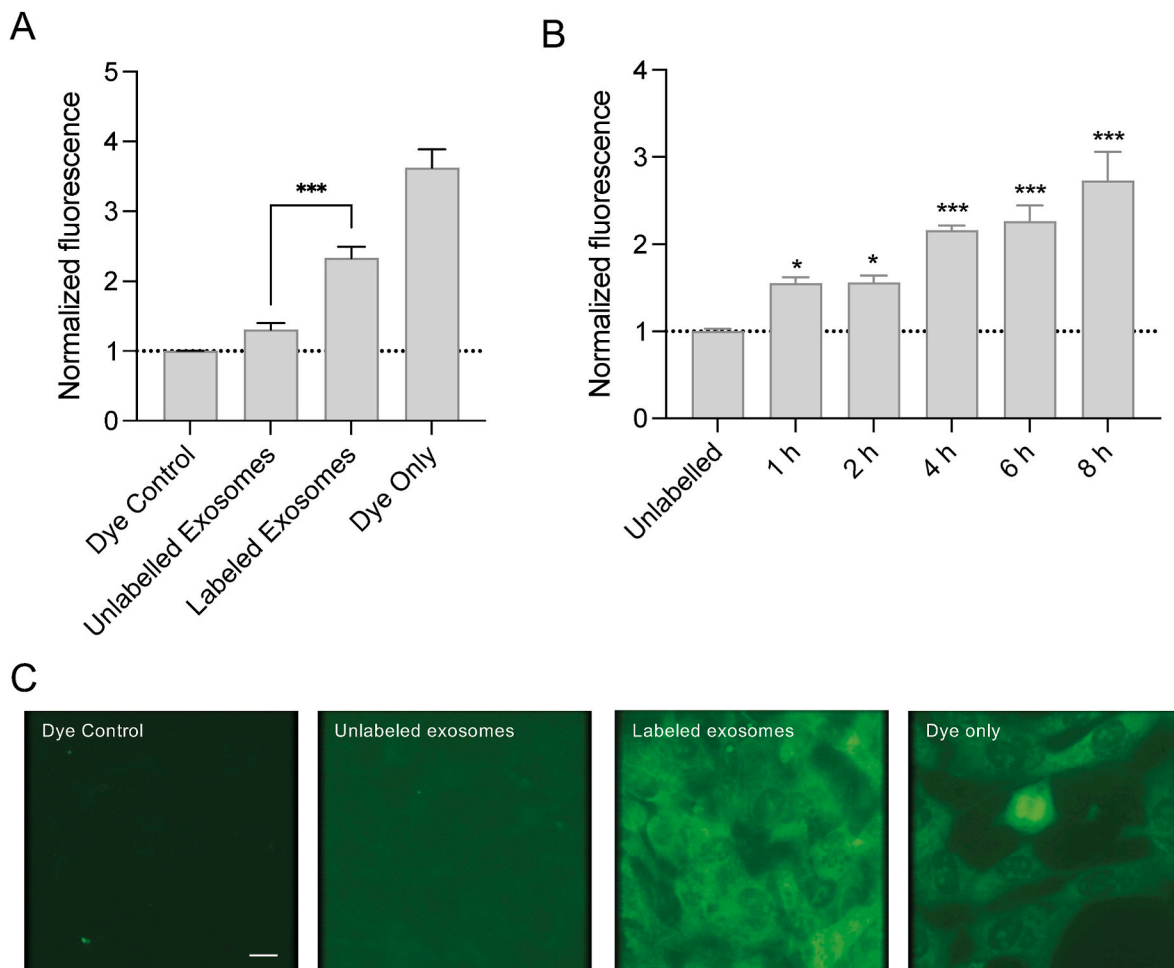 A
Normalized fluorescence
5
4
3
2
1
0
***
Dye Control
Unlabelled Exosomes
Labeled Exosomes
Dye Only
B
Normalized fluorescence
4
3
2
1
0
*
*
***
***
***
Unlabelled
1 h
2 h
4 h
6 h
8 h
C
Dye Control
Unlabeled exosomes
Labeled exosomes
Dye only